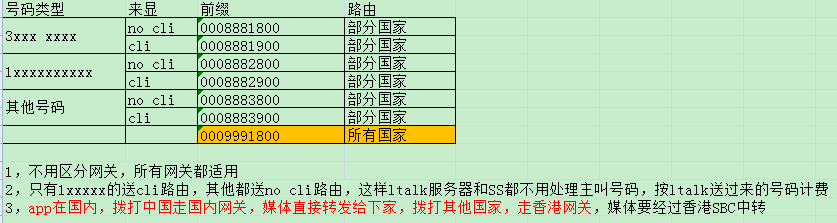 号码类型 来显 前缀 路由
3xxx xxxx no cli 0008881800 部分国家
cli 0008881900 部分国家
1xxxxxxxxxx no cli 0008882800 部分国家
cli 0008882900 部分国家
其他号码 no cli 0008883800 部分国家
cli 0008883900 部分国家
0009991800 所有国家
1，不用区分网关，所有网关都适用
2，只有1xxxxx的送cli路由，其他都送no cli路由，这样ltalk服务器和SS都不用处理主叫号码，按ltalk送过来的号码计费
3，app在国内，拨打中国走国内网关，媒体直接转发给下家，拨打其他国家，走香港网关，媒体要经过香港SBC中转